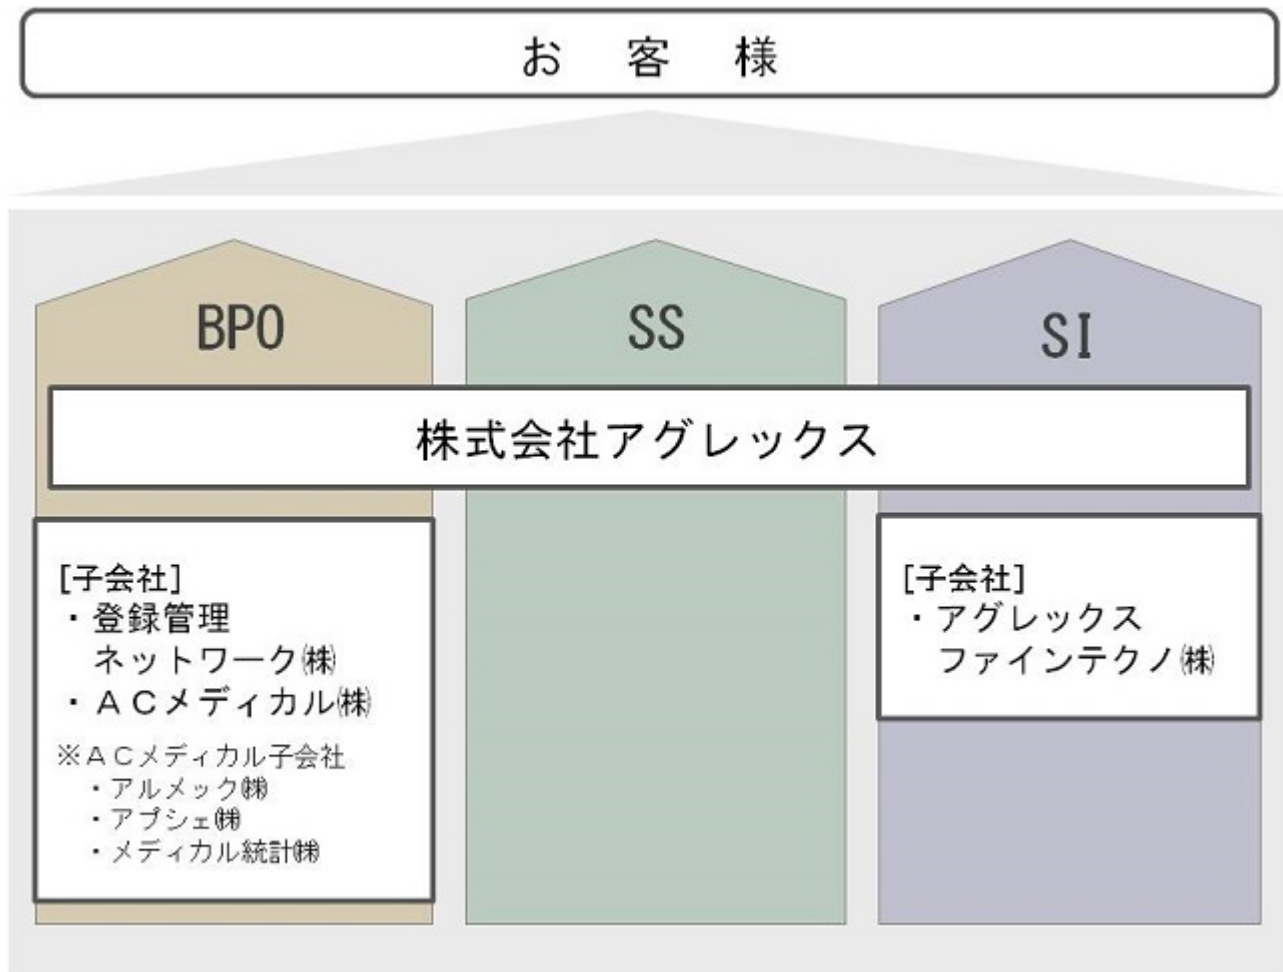 お 客 様
BPO
SS
SI
株式会社アグレックス
[子会社]
・登録管理
ネットワーク㈱
・ＡＣメディカル㈱
※ＡＣメディカル子会社
・アルメック㈱
・アプシェ㈱
・メディカル統計㈱
[子会社]
・アグレックス
ファインテクノ㈱